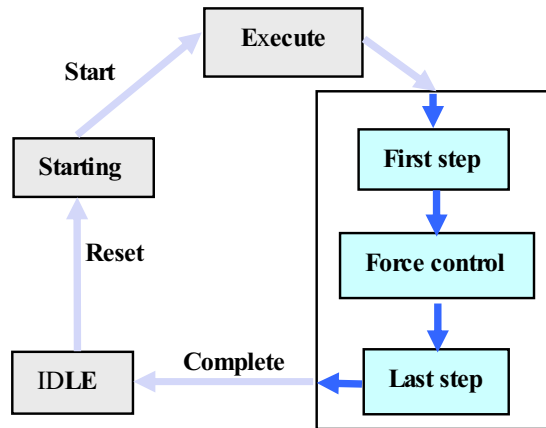 Execute
Start
First step
Starting
Force control
Reset
Complete
IDLE
Last step